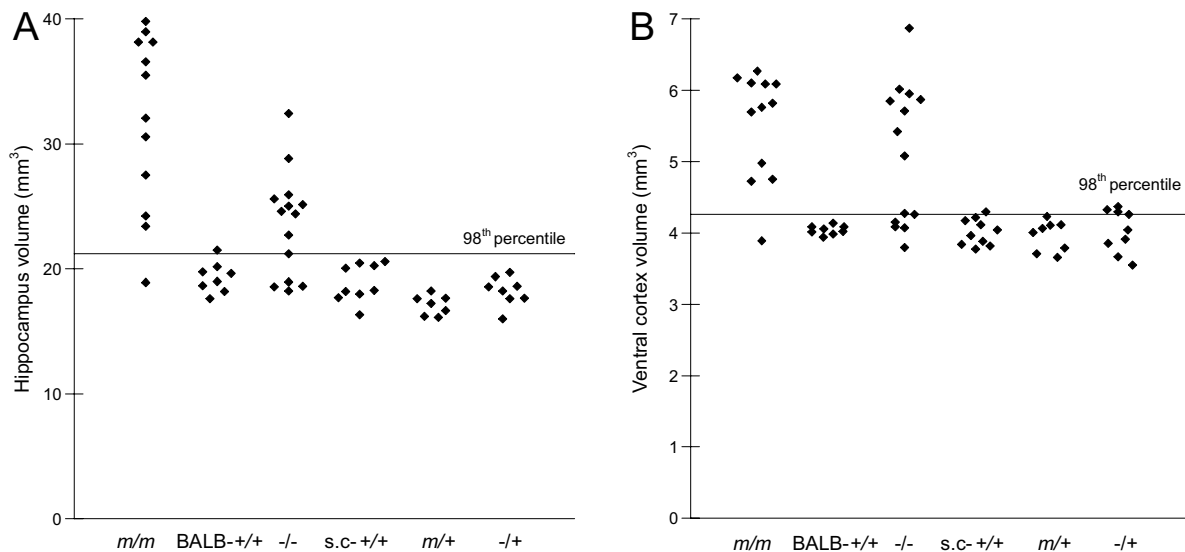 A
Hippocampus volume (mm³)
40
30
20
10
0
98th percentile
m/m BALB-+/+ -/- s.c-+/+ m/+ -/+
B
Ventral cortex volume (mm³)
7
6
5
4
3
2
1
0
98th percentile
m/m BALB-+/+ -/- s.c-+/+ m/+ -/+